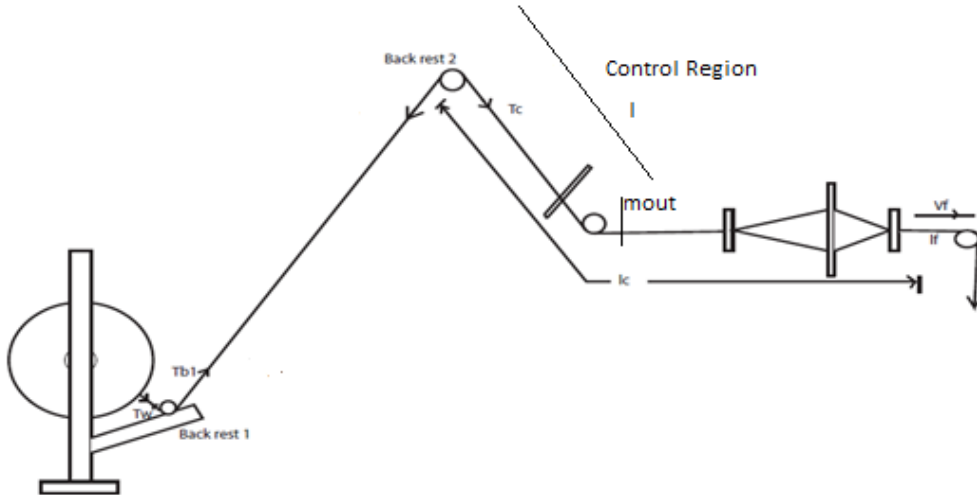 Back rest 2
Control Region
I
Tc
mout
Vf
lf
lc
Tb1
Tw
Back rest 1